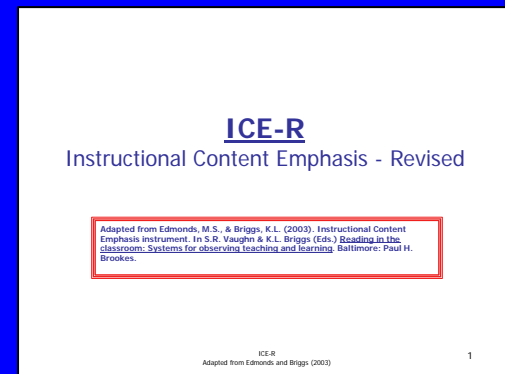 ICE-R
Instructional Content Emphasis - Revised
Adapted from Edmonds, M.S., & Briggs, K.L. (2003). Instructional Content
Emphasis instrument. In S.R. Vaughn & K.L. Briggs (Eds.) Reading in the
classroom: Systems for observing teaching and learning. Baltimore: Paul H.
Brookes.
ICE-R
Adapted from Edmonds and Briggs (2003)
1